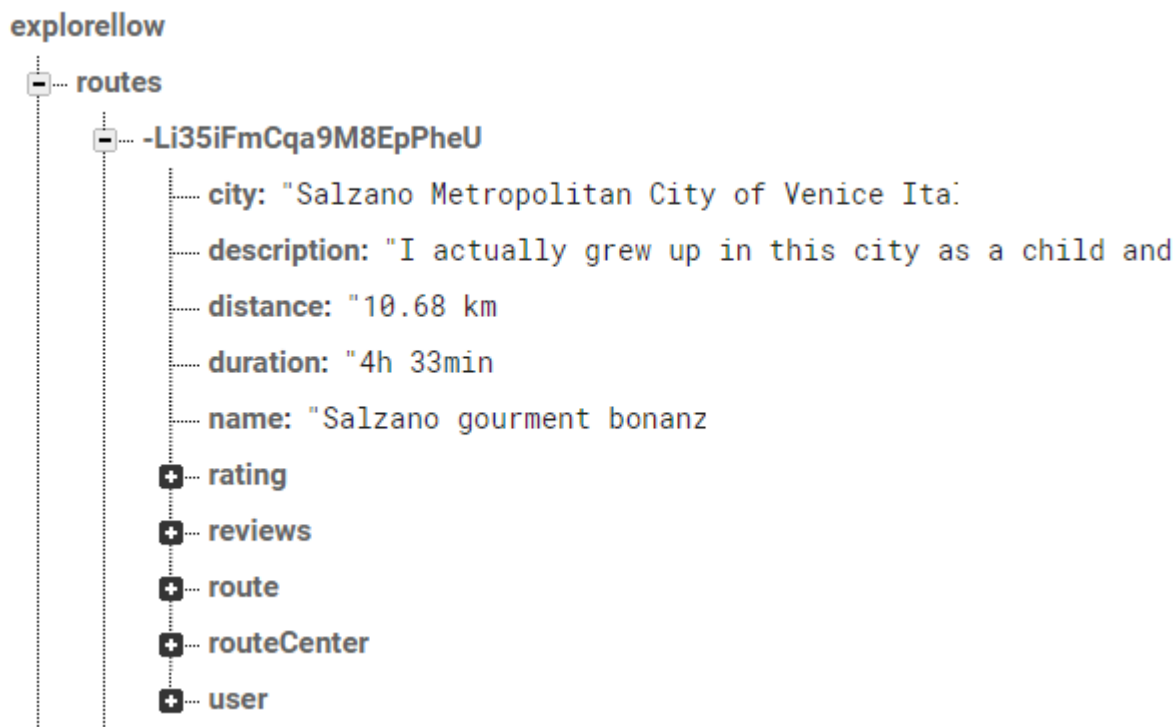 explorellow
routes
-Li35iFmCqa9M8EpPheU
city: "Salzano Metropolitan City of Venice Ita
description: "I actually grew up in this city as a child and
distance: "10.68 km
duration: "4h 33min
name: "Salzano gourment bonanz
rating
reviews
route
routeCenter
user